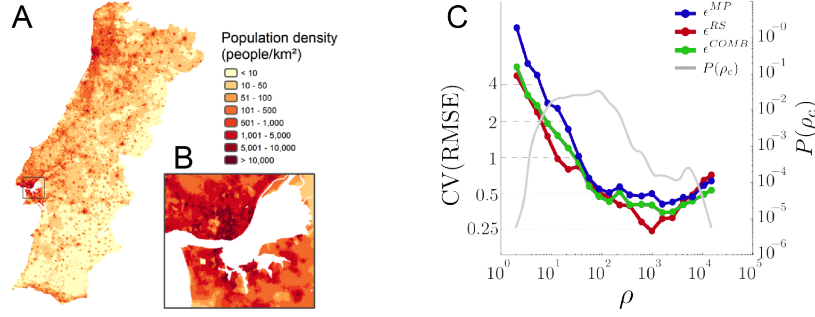 A
Population density
(people/km²)
< 10
10 - 50
51 - 100
101 - 500
501 - 1,000
1,001 - 5,000
5,001 - 10,000
> 10,000
B
C
ϵ^MP
ϵ^RS
ϵ^COMB
P(ρ_c)
CV(RMSE)
4
2
1
0.5
0.25
10^0
10^1
10^2
10^3
10^4
10^5
ρ
10^0
10^-1
10^-2
10^-3
10^-4
10^-5
10^-6
P(ρ_c)